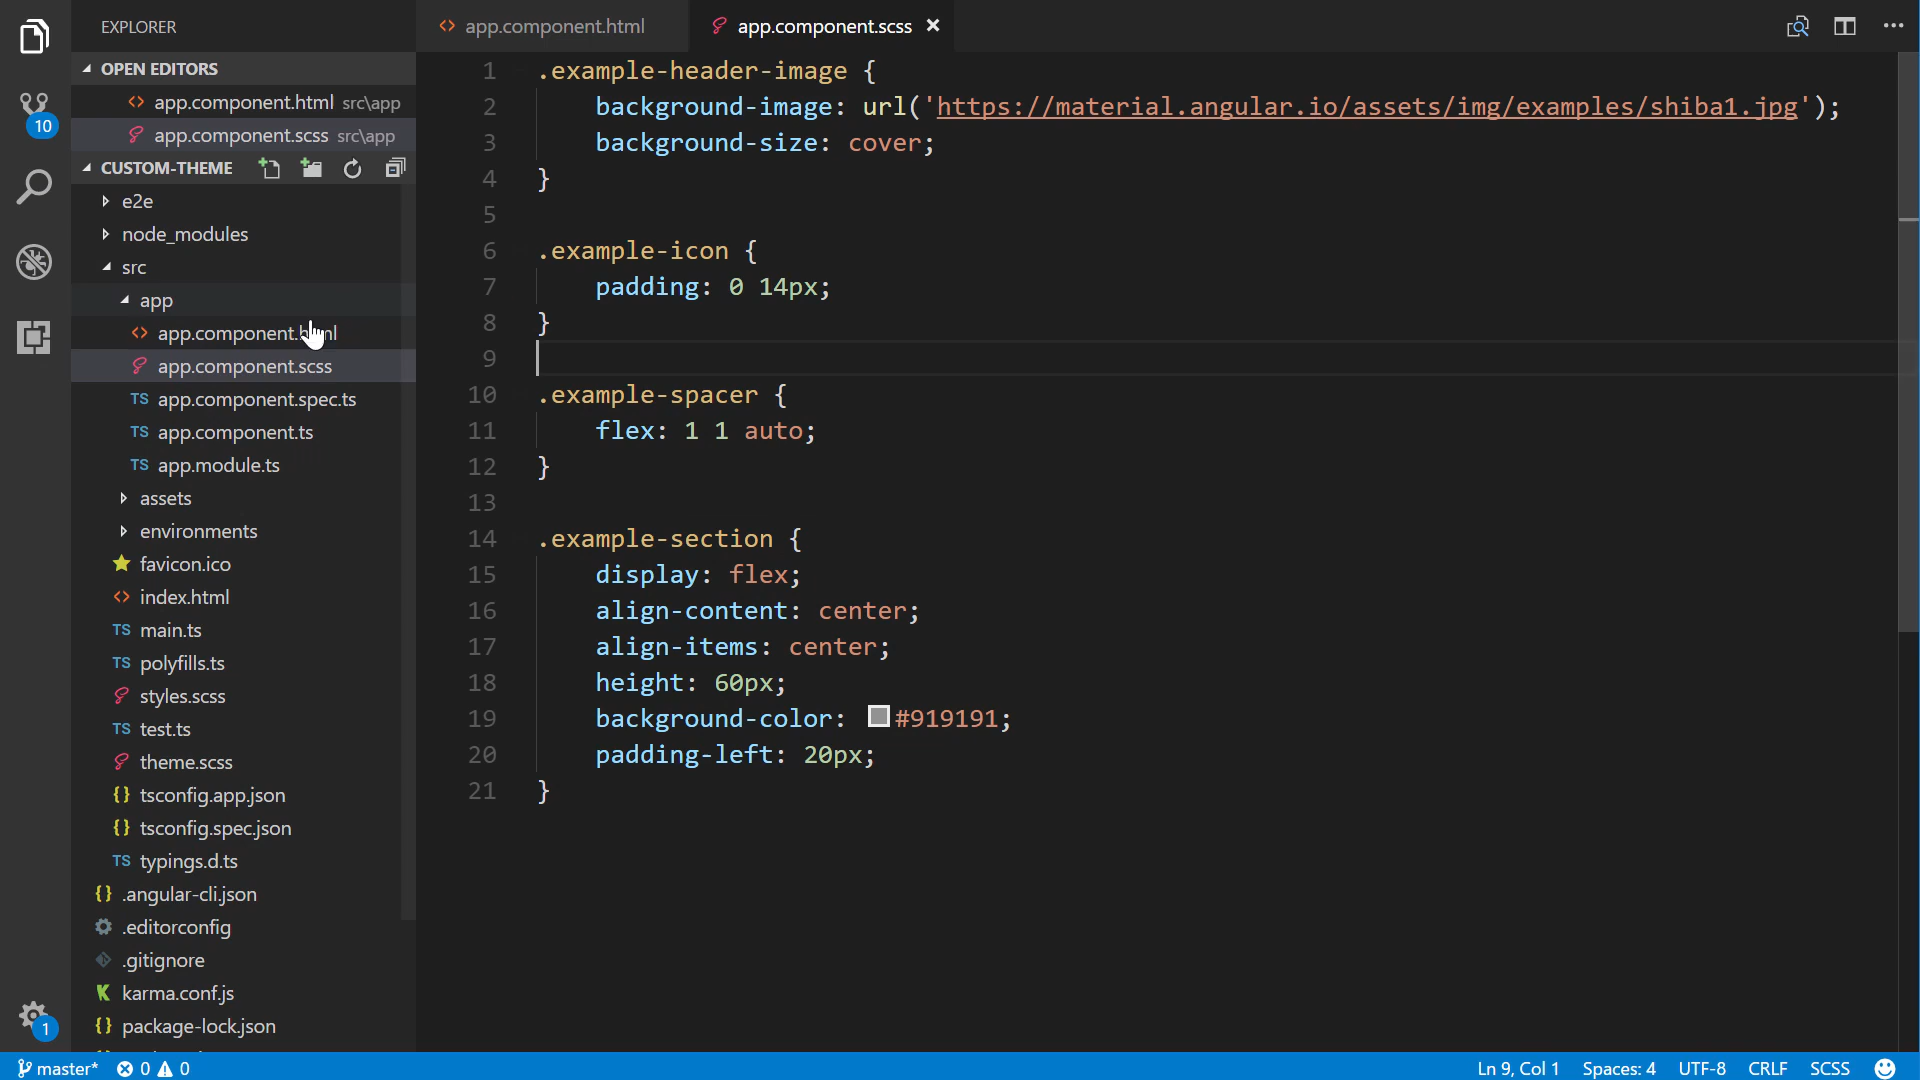 EXPLORER
OPEN EDITORS
app.component.html src\app
app.component.scss src\app
CUSTOM-THEME
e2e
node_modules
src
app
app.component.html
app.component.scss
TS app.component.spec.ts
TS app.component.ts
TS app.module.ts
assets
environments
favicon.ico
index.html
TS main.ts
TS polyfills.ts
styles.scss
TS test.ts
theme.scss
{} tsconfig.app.json
{} tsconfig.spec.json
TS typings.d.ts
{} .angular-cli.json
.editorconfig
.gitignore
karma.conf.js
{} package-lock.json
10
1
app.component.html
app.component.scss ×
1 .example-header-image {
2 background-image: url('https://material.angular.io/assets/img/examples/shiba1.jpg');
3 background-size: cover;
4 }
5
6 .example-icon {
7 padding: 0 14px;
8 }
9
10 .example-spacer {
11 flex: 1 1 auto;
12 }
13
14 .example-section {
15 display: flex;
16 align-content: center;
17 align-items: center;
18 height: 60px;
19 background-color: #919191;
20 padding-left: 20px;
21 }
master* 0 0 Ln 9, Col 1 Spaces: 4 UTF-8 CRLF SCSS